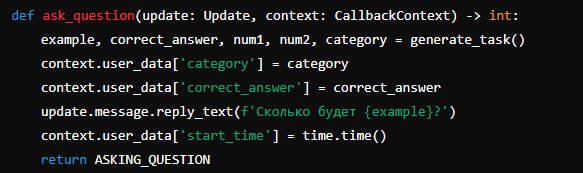 def ask_question(update: Update, context: CallbackContext) -> int:
    example, correct_answer, num1, num2, category = generate_task()
    context.user_data['category'] = category
    context.user_data['correct_answer'] = correct_answer
    update.message.reply_text(f'Сколько будет {example}?')
    context.user_data['start_time'] = time.time()
    return ASKING_QUESTION